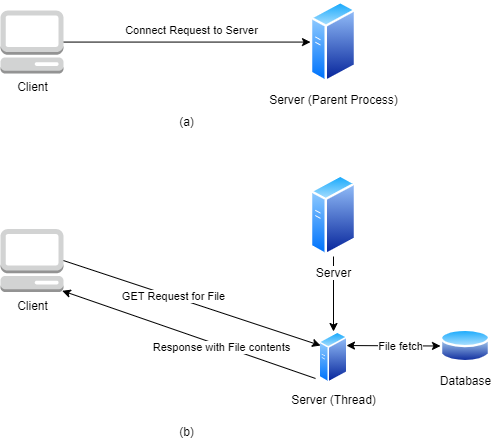 Connect Request to Server
Client
Server (Parent Process)
(a)
Server
GET Request for File
Client
Response with File contents
File fetch
Database
Server (Thread)
(b)